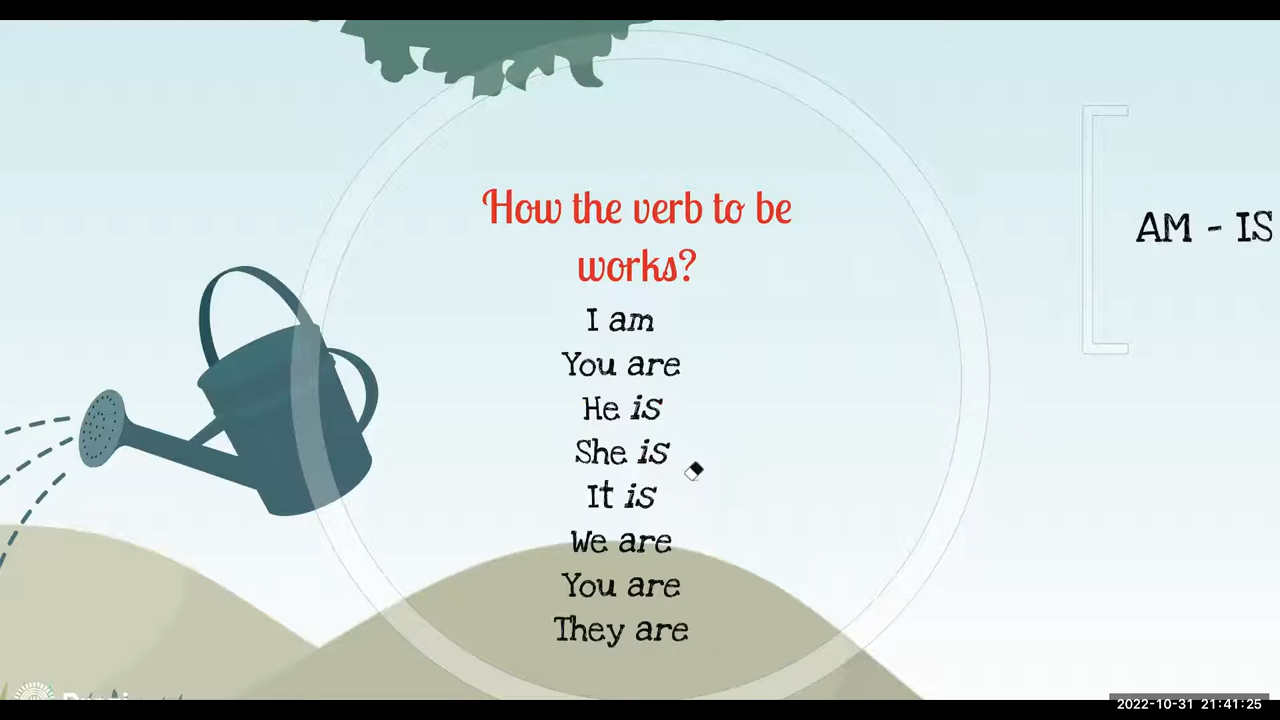 How the verb to be
works?
I am
You are
He is
She is
It is
We are
You are
They are
AM - IS
2022-10-31 21:41:25